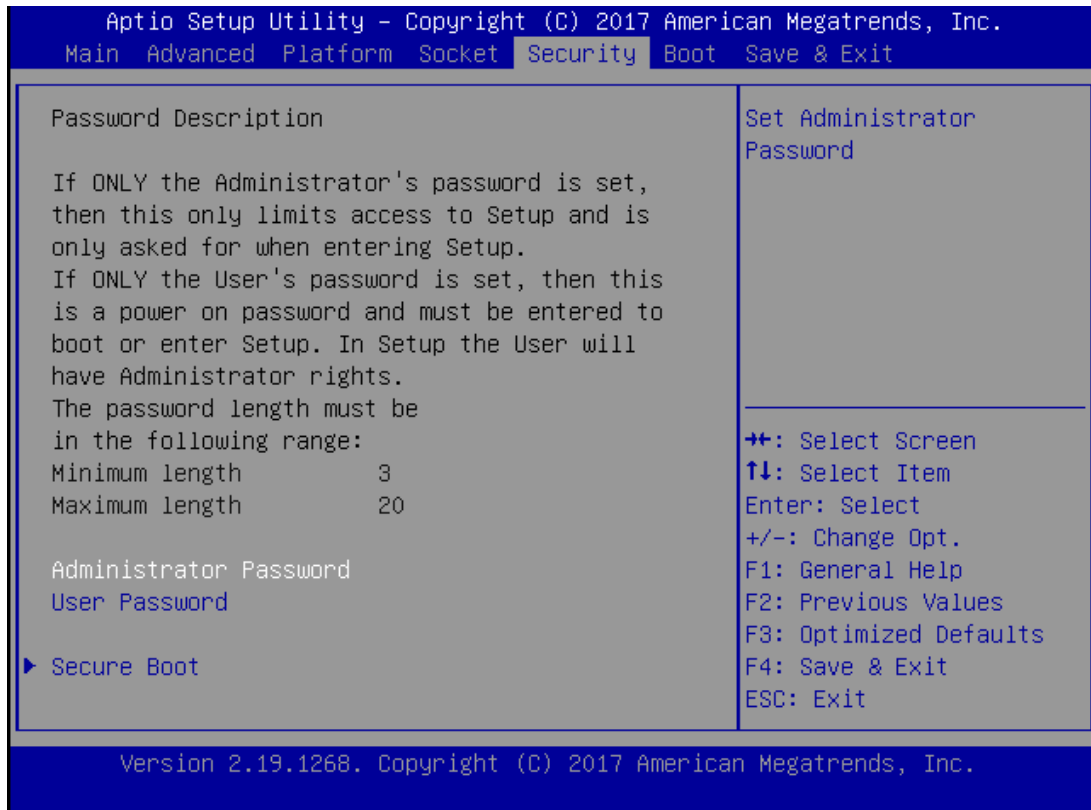 Aptio Setup Utility – Copyright (C) 2017 American Megatrends, Inc.
Main Advanced Platform Socket Security Boot Save & Exit
Password Description
If ONLY the Administrator's password is set,
then this only limits access to Setup and is
only asked for when entering Setup.
If ONLY the User's password is set, then this
is a power on password and must be entered to
boot or enter Setup. In Setup the User will
have Administrator rights.
The password length must be
in the following range:
Minimum length 3
Maximum length 20
Administrator Password
User Password
► Secure Boot
Set Administrator
Password
→←: Select Screen
↑↓: Select Item
Enter: Select
+/-: Change Opt.
F1: General Help
F2: Previous Values
F3: Optimized Defaults
F4: Save & Exit
ESC: Exit
Version 2.19.1268. Copyright (C) 2017 American Megatrends, Inc.